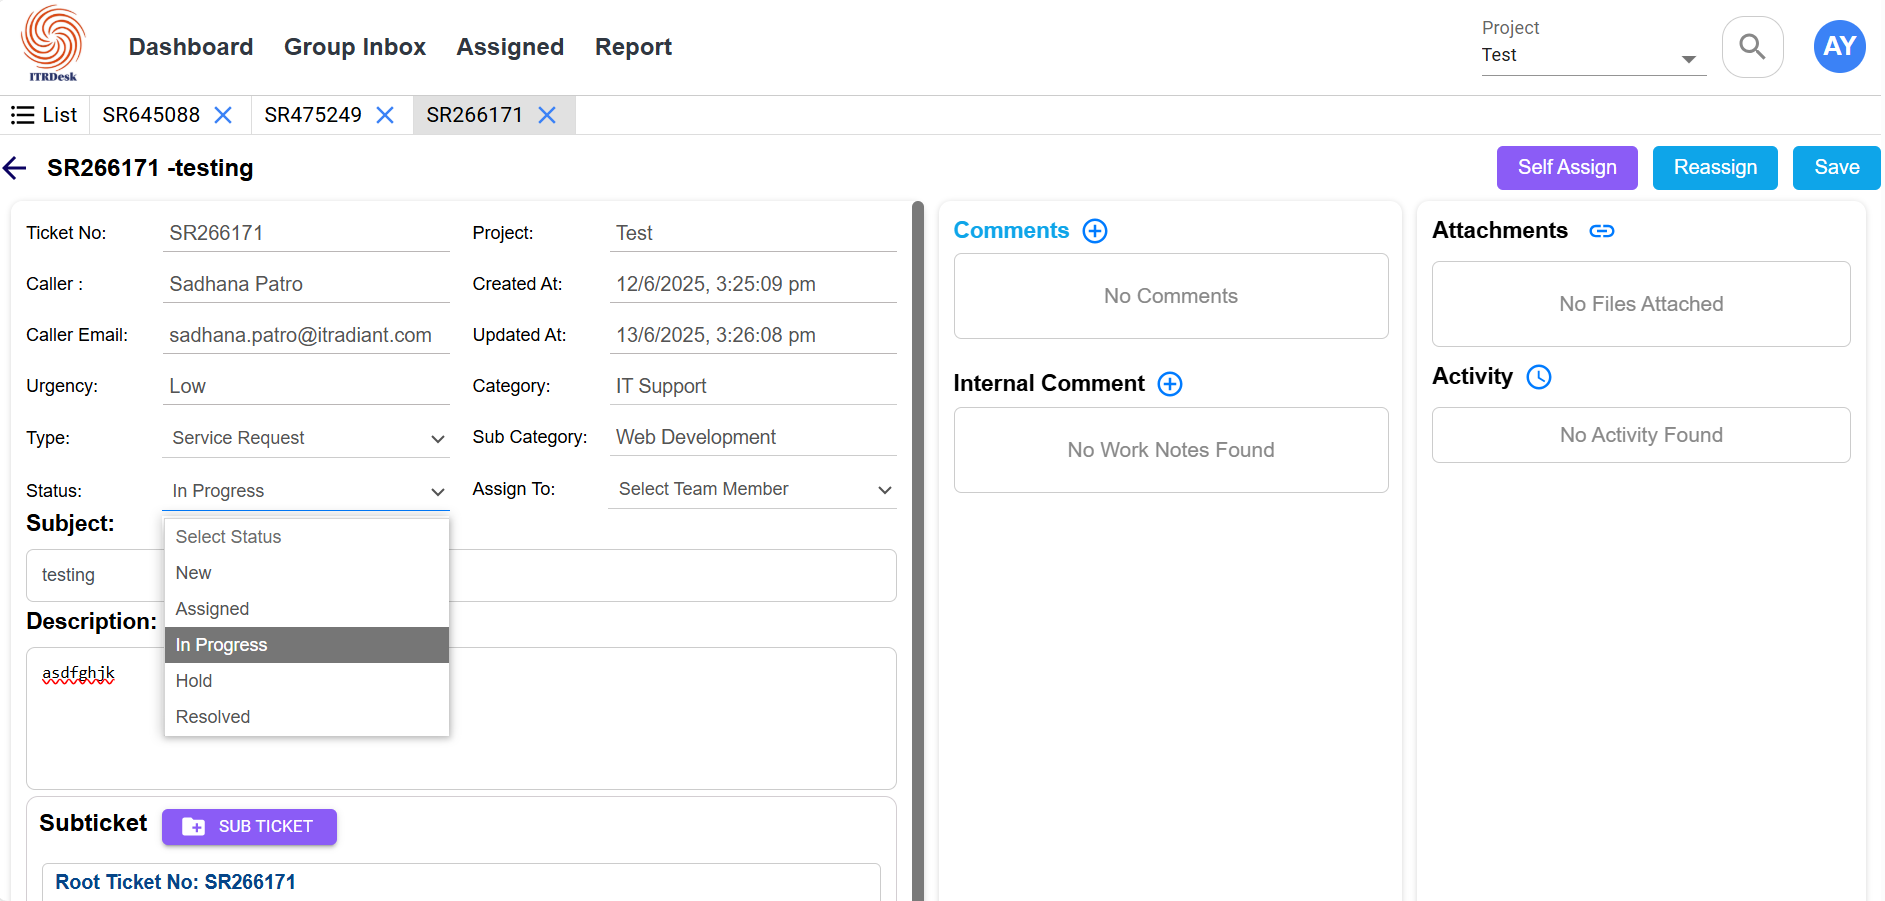 ITRDesk
Dashboard Group Inbox Assigned Report
Project
Test
AY
List SR645088 SR475249 SR266171
SR266171 -testing
Self Assign Reassign Save
Ticket No: SR266171
Project: Test
Caller : Sadhana Patro
Created At: 12/6/2025, 3:25:09 pm
Caller Email: sadhana.patro@itradiant.com
Updated At: 13/6/2025, 3:26:08 pm
Urgency: Low
Category: IT Support
Type: Service Request
Sub Category: Web Development
Status: In Progress
Assign To: Select Team Member
Select Status
New
Assigned
In Progress
Hold
Resolved
Subject:
testing
Description:
asdfghjk
Subticket SUB TICKET
Root Ticket No: SR266171
Comments
No Comments
Internal Comment
No Work Notes Found
Attachments
No Files Attached
Activity
No Activity Found